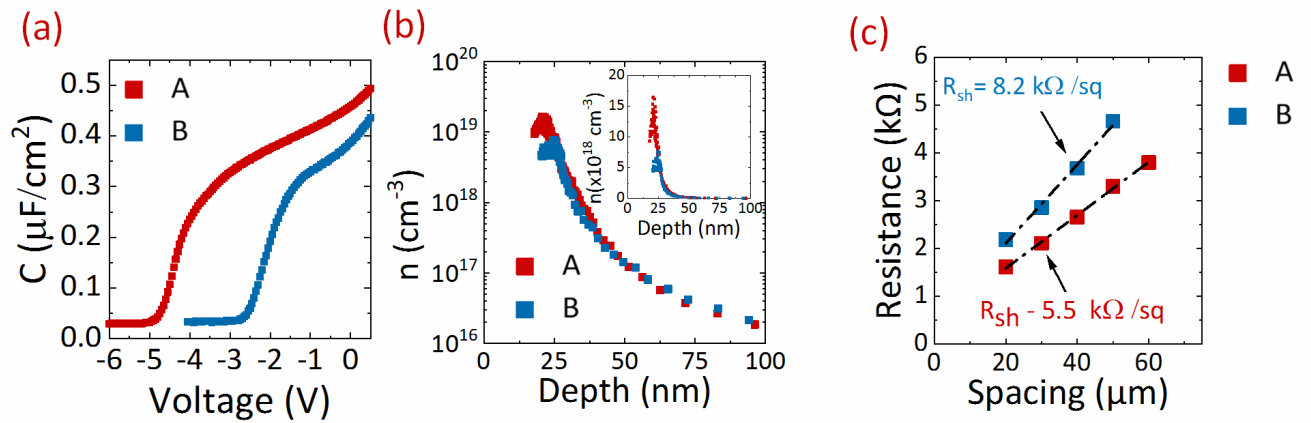 (a)
0.5
0.4
0.3
0.2
0.1
0.0
C (μF/cm²)
A
B
-6 -5 -4 -3 -2 -1 0
Voltage (V)
(b)
10²⁰
10¹⁹
10¹⁸
10¹⁷
10¹⁶
n (cm⁻³)
A
B
0 25 50 75 100
Depth (nm)
20
15
10
5
0
n(x10¹⁸ cm⁻³)
0 25 50 75 100
Depth (nm)
(c)
6
5
4
3
2
1
0
Resistance (kΩ)
Rsh= 8.2 kΩ /sq
Rsh - 5.5 kΩ /sq
0 20 40 60
Spacing (μm)
A
B